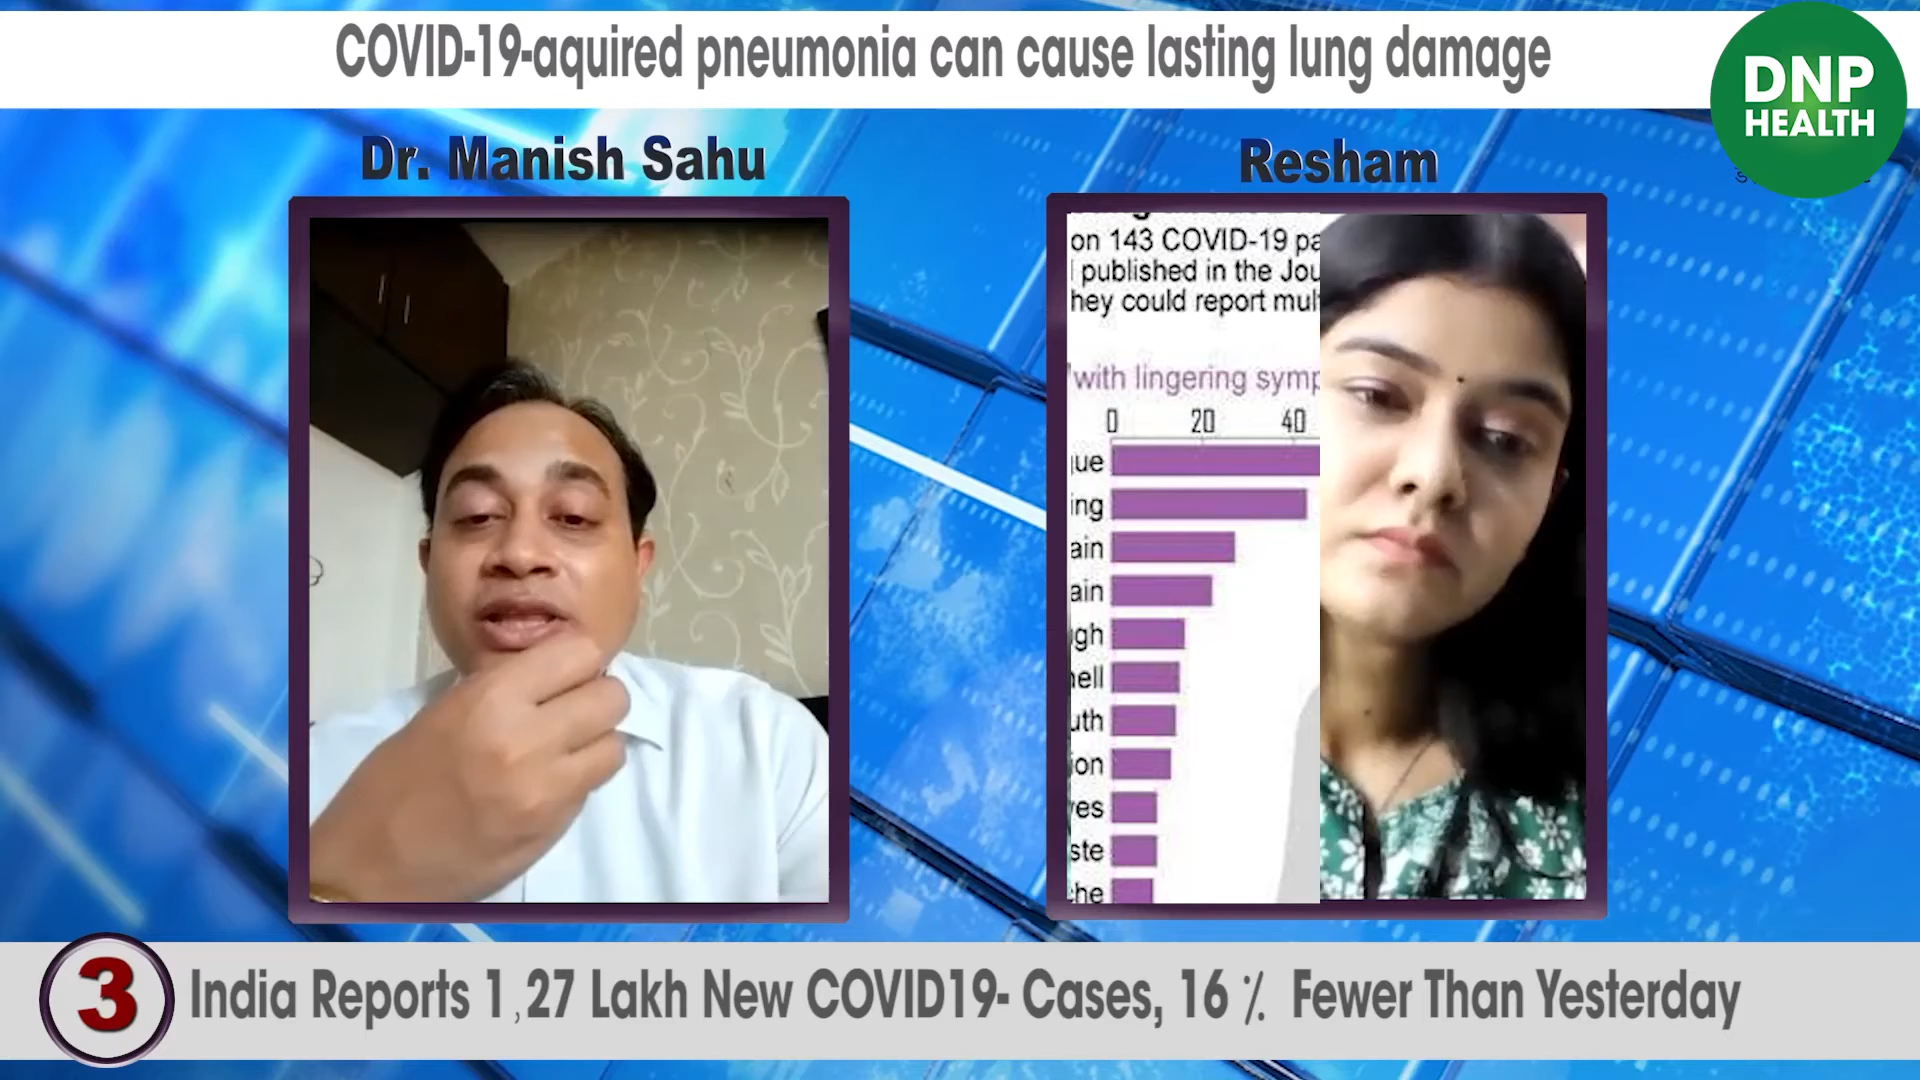 COVID-19-aquired pneumonia can cause lasting lung damage
DNP
HEALTH
Dr. Manish Sahu
Resham
on 143 COVID-19 pa
published in the Jou
hey could report mul
with lingering symp
0 20 40
ue
ing
ain
ain
gh
ell
uth
ion
es
ste
che
3
India Reports 1,27 Lakh New COVID19- Cases, 16 % Fewer Than Yesterday